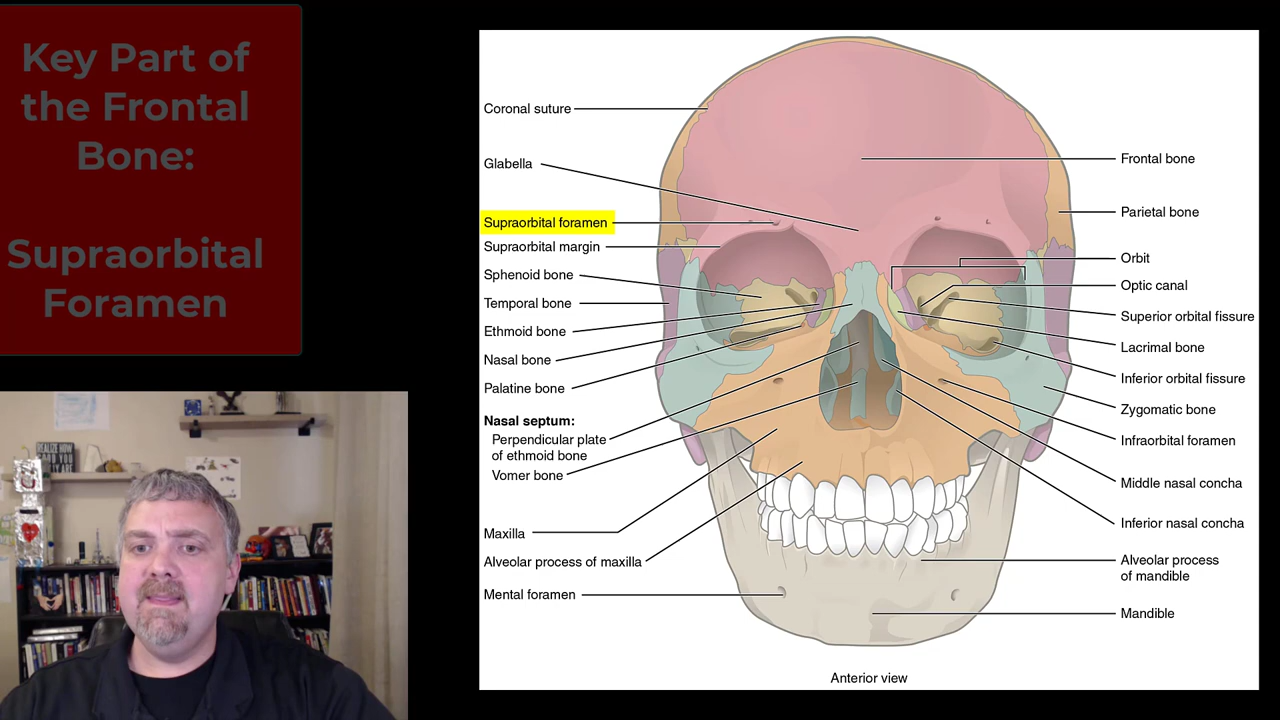 Key Part of
the Frontal
Bone:
Supraorbital
Foramen
Coronal suture
Glabella
Supraorbital foramen
Supraorbital margin
Sphenoid bone
Temporal bone
Ethmoid bone
Nasal bone
Palatine bone
Nasal septum:
Perpendicular plate
of ethmoid bone
Vomer bone
Maxilla
Alveolar process of maxilla
Mental foramen
Frontal bone
Parietal bone
Orbit
Optic canal
Superior orbital fissure
Lacrimal bone
Inferior orbital fissure
Zygomatic bone
Infraorbital foramen
Middle nasal concha
Inferior nasal concha
Alveolar process
of mandible
Mandible
Anterior view